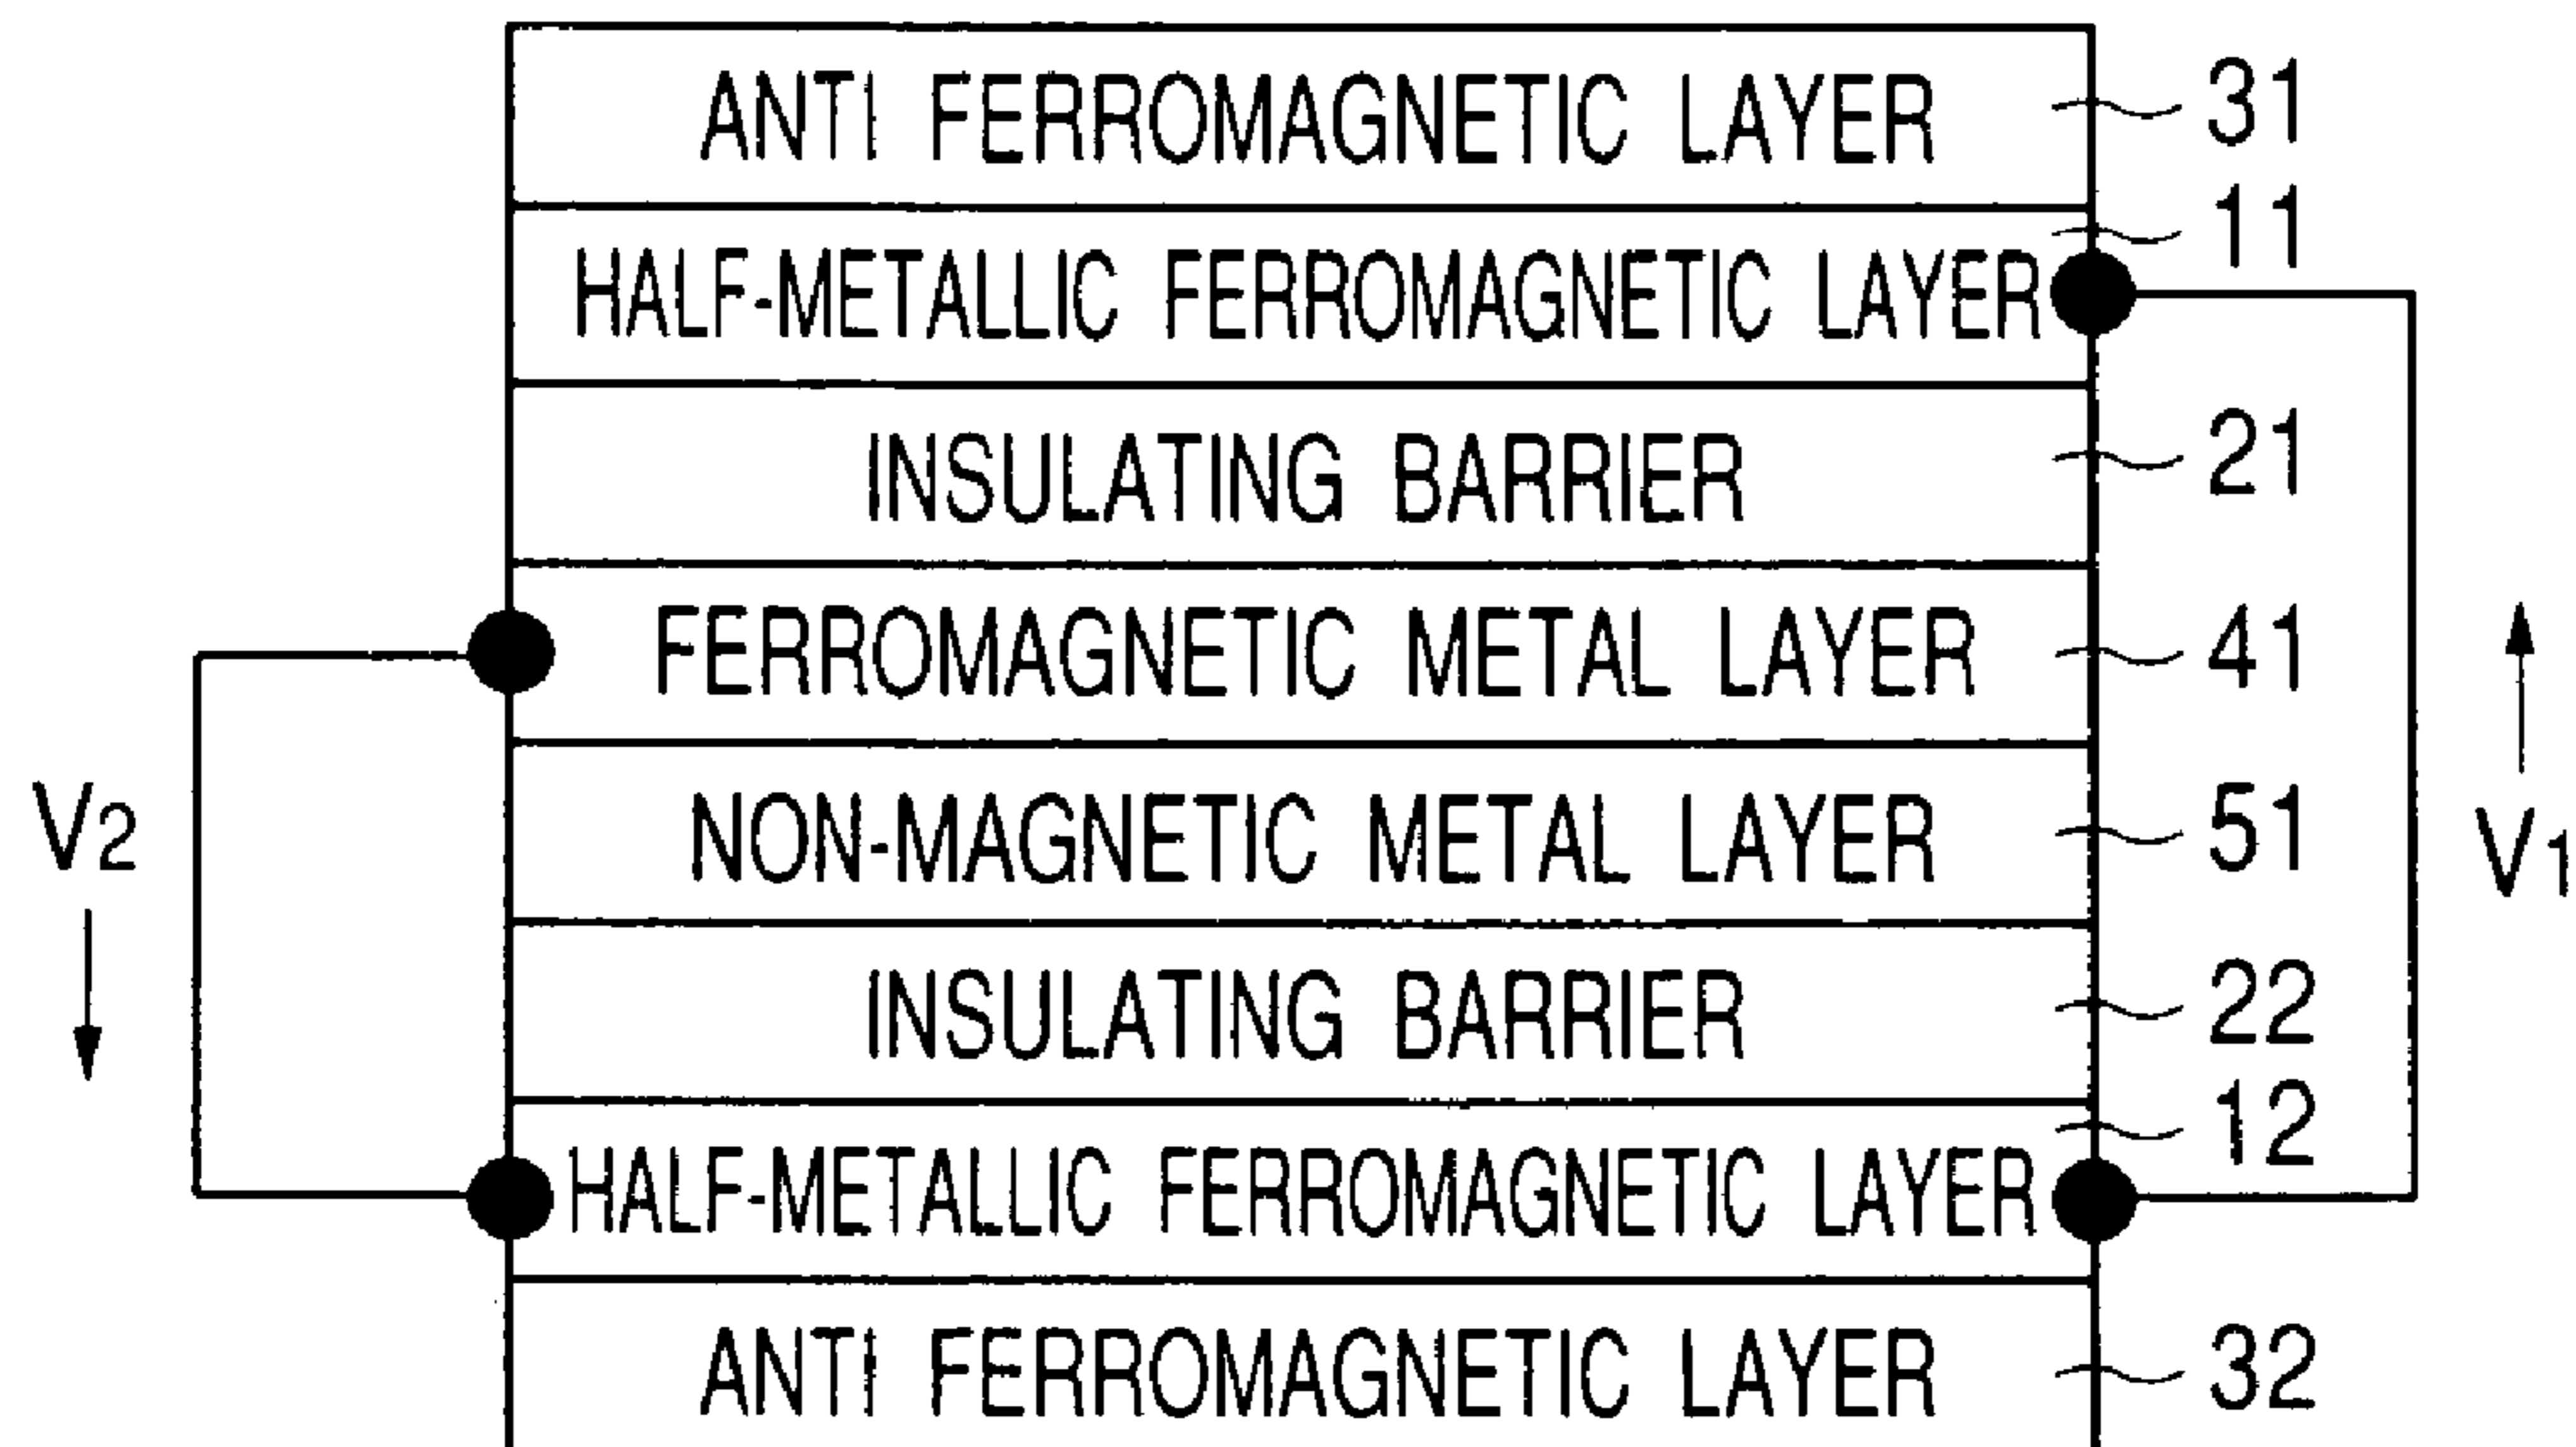 ANTI FERROMAGNETIC LAYER 31
HALF-METALLIC FERROMAGNETIC LAYER 11
INSULATING BARRIER 21
FERROMAGNETIC METAL LAYER 41
NON-MAGNETIC METAL LAYER 51
V2
V1
INSULATING BARRIER 22
HALF-METALLIC FERROMAGNETIC LAYER 12
ANTI FERROMAGNETIC LAYER 32